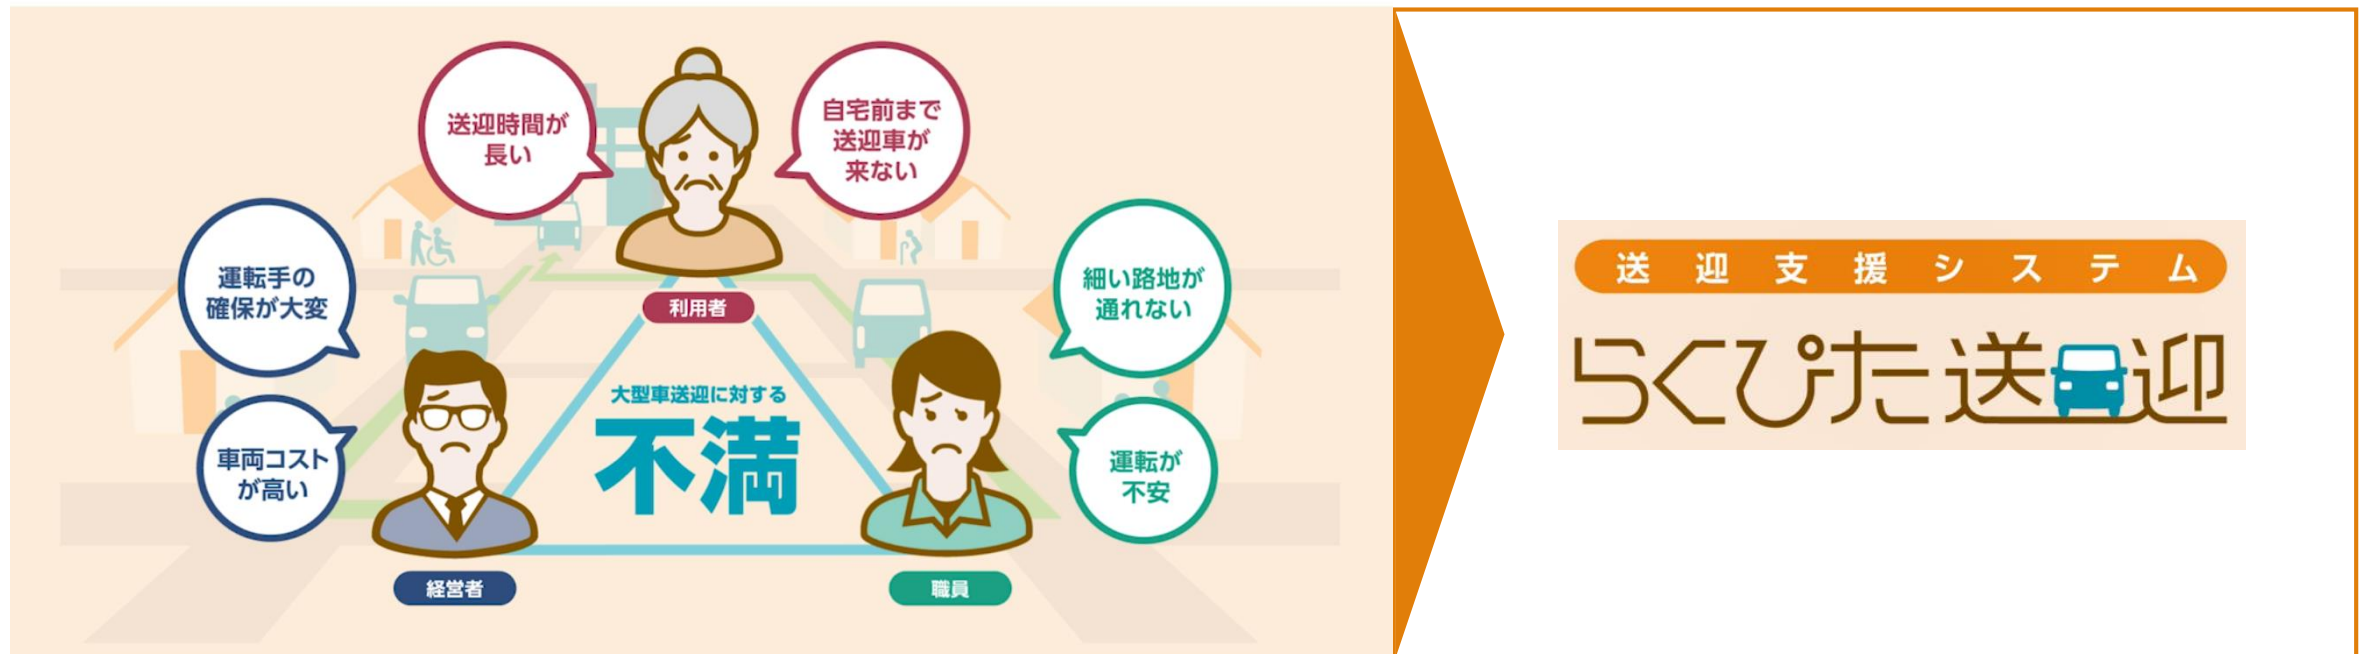 送迎時間が
長い
自宅前まで
送迎車が
来ない
利用者
運転手の
確保が大変
車両コスト
が高い
経営者
大型車送迎に対する
不満
細い路地が
通れない
運転が
不安
職員
送迎支援システム
らくぴた送迎